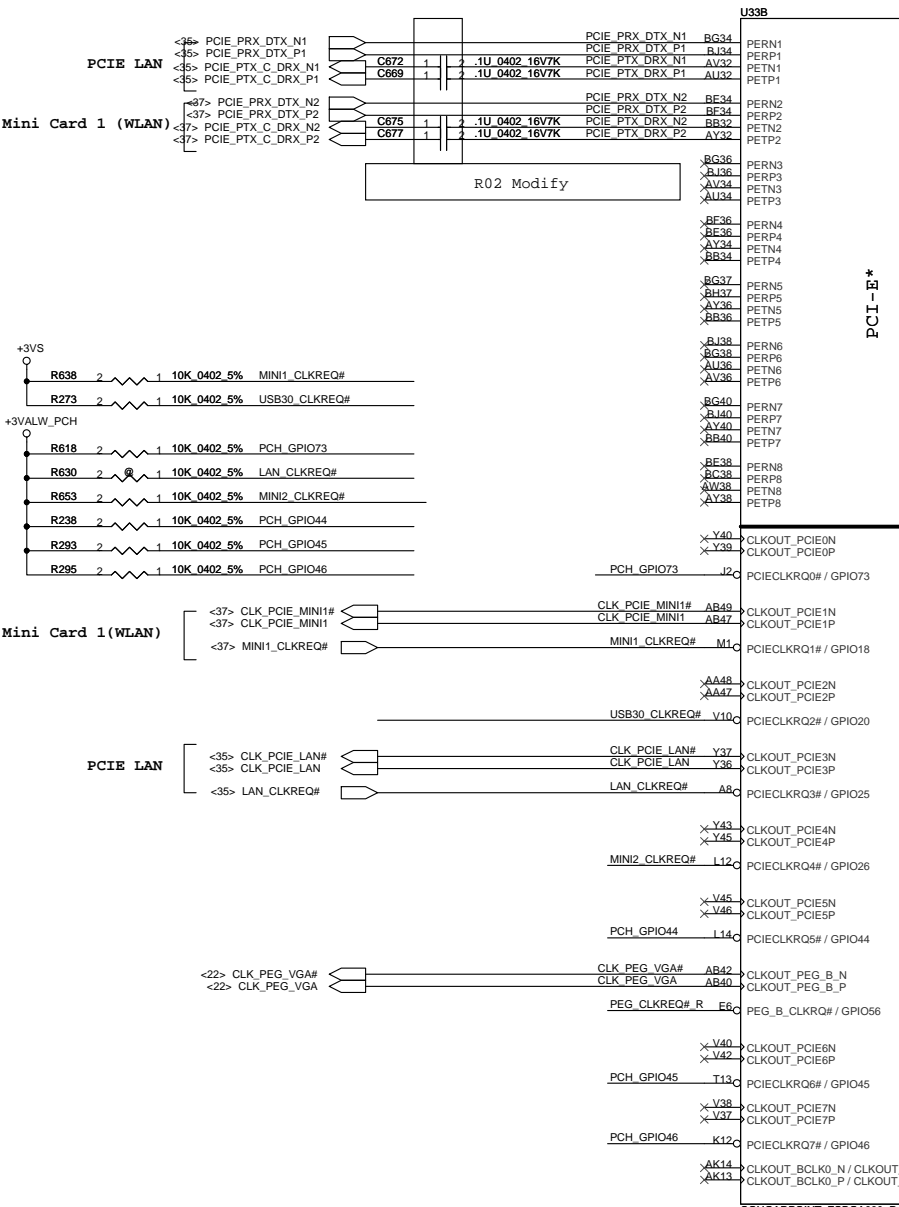 U33B
<35> PCIE_PRX_DTX_N1 PCIE_PRX_DTX_N1 BG34 PERN1
<35> PCIE_PRX_DTX_P1 PCIE_PRX_DTX_P1 BJ34 PERP1
PCIE LAN <35> PCIE_PTX_C_DRX_N1 C672 1 2 .1U_0402_16V7K PCIE_PTX_DRX_N1 AV32 PETN1
<35> PCIE_PTX_C_DRX_P1 C669 1 2 .1U_0402_16V7K PCIE_PTX_DRX_P1 AU32 PETP1
<37> PCIE_PRX_DTX_N2 PCIE_PRX_DTX_N2 BE34 PERN2
<37> PCIE_PRX_DTX_P2 PCIE_PRX_DTX_P2 BF34 PERP2
Mini Card 1 (WLAN) <37> PCIE_PTX_C_DRX_N2 C675 1 2 .1U_0402_16V7K PCIE_PTX_DRX_N2 BB32 PETN2
<37> PCIE_PTX_C_DRX_P2 C677 1 2 .1U_0402_16V7K PCIE_PTX_DRX_P2 AY32 PETP2
R02 Modify
BG36 PERN3
BJ36 PERP3
AV34 PETN3
AU34 PETP3
BF36 PERN4
BE36 PERP4
AY34 PETN4
BB34 PETP4
PCI-E*
BG37 PERN5
BH37 PERP5
AY36 PETN5
BB36 PETP5
BJ38 PERN6
BG38 PERP6
AU36 PETN6
AV36 PETP6
+3VS
R638 2 1 10K_0402_5% MINI1_CLKREQ#
R273 2 1 10K_0402_5% USB30_CLKREQ#
BG40 PERN7
BJ40 PERP7
AY40 PETN7
BB40 PETP7
+3VALW_PCH
R618 2 1 10K_0402_5% PCH_GPIO73
R630 2 @ 1 10K_0402_5% LAN_CLKREQ#
R653 2 1 10K_0402_5% MINI2_CLKREQ#
R238 2 1 10K_0402_5% PCH_GPIO44
R293 2 1 10K_0402_5% PCH_GPIO45
R295 2 1 10K_0402_5% PCH_GPIO46
BE38 PERN8
BC38 PERP8
AW38 PETN8
AY38 PETP8
Y40 CLKOUT_PCIE0N
Y39 CLKOUT_PCIE0P
PCH_GPIO73 J2 PCIECLKRQ0# / GPIO73
<37> CLK_PCIE_MINI1# CLK_PCIE_MINI1# AB49 CLKOUT_PCIE1N
<37> CLK_PCIE_MINI1 CLK_PCIE_MINI1 AB47 CLKOUT_PCIE1P
Mini Card 1(WLAN)
<37> MINI1_CLKREQ# MINI1_CLKREQ# M1 PCIECLKRQ1# / GPIO18
AA48 CLKOUT_PCIE2N
AA47 CLKOUT_PCIE2P
USB30_CLKREQ# V10 PCIECLKRQ2# / GPIO20
<35> CLK_PCIE_LAN# CLK_PCIE_LAN# Y37 CLKOUT_PCIE3N
PCIE LAN <35> CLK_PCIE_LAN CLK_PCIE_LAN Y36 CLKOUT_PCIE3P
<35> LAN_CLKREQ# LAN_CLKREQ# A8 PCIECLKRQ3# / GPIO25
Y43 CLKOUT_PCIE4N
Y45 CLKOUT_PCIE4P
MINI2_CLKREQ# L12 PCIECLKRQ4# / GPIO26
V45 CLKOUT_PCIE5N
V46 CLKOUT_PCIE5P
PCH_GPIO44 L14 PCIECLKRQ5# / GPIO44
<22> CLK_PEG_VGA# CLK_PEG_VGA# AB42 CLKOUT_PEG_B_N
<22> CLK_PEG_VGA CLK_PEG_VGA AB40 CLKOUT_PEG_B_P
PEG_CLKREQ#_R E6 PEG_B_CLKRQ# / GPIO56
V40 CLKOUT_PCIE6N
V42 CLKOUT_PCIE6P
PCH_GPIO45 T13 PCIECLKRQ6# / GPIO45
V38 CLKOUT_PCIE7N
V37 CLKOUT_PCIE7P
PCH_GPIO46 K12 PCIECLKRQ7# / GPIO46
AK14 CLKOUT_BCLK0_N / CLKOUT_
AK13 CLKOUT_BCLK0_P / CLKOUT_